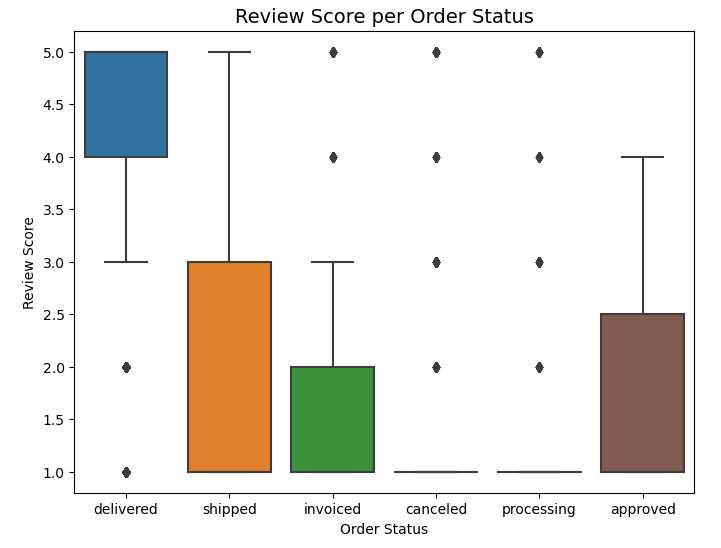 Review Score per Order Status
5.0
4.5
4.0
3.5
3.0
2.5
2.0
1.5
1.0
Review Score
delivered shipped invoiced canceled processing approved
Order Status